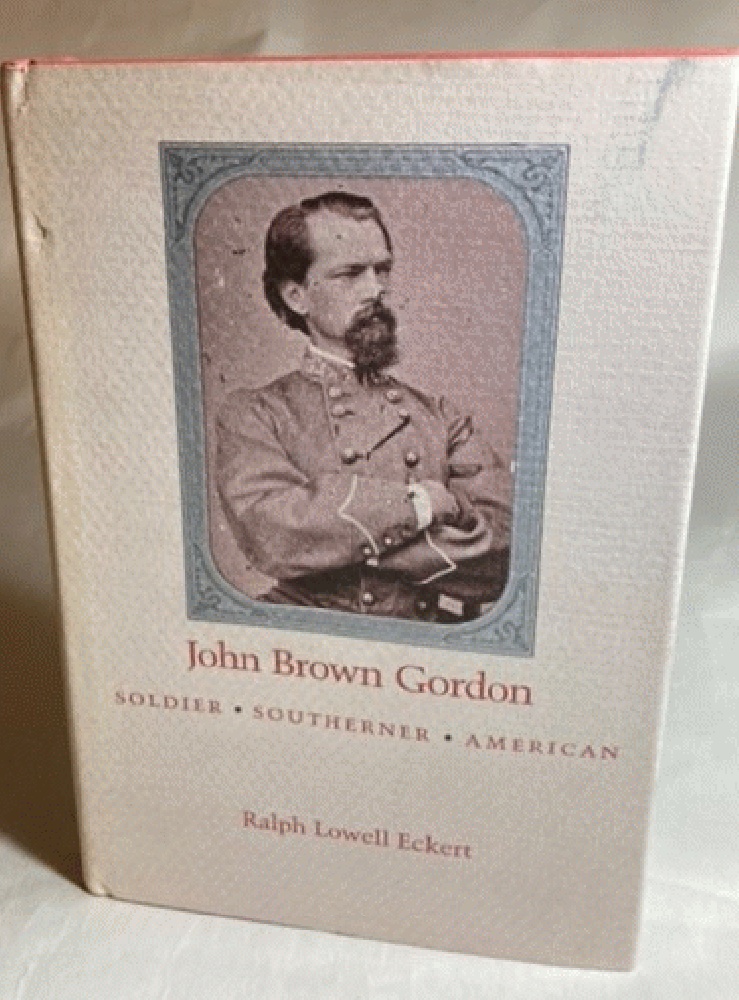 John Brown Gordon
SOLDIER • SOUTHERNER • AMERICAN
Ralph Lowell Eckert